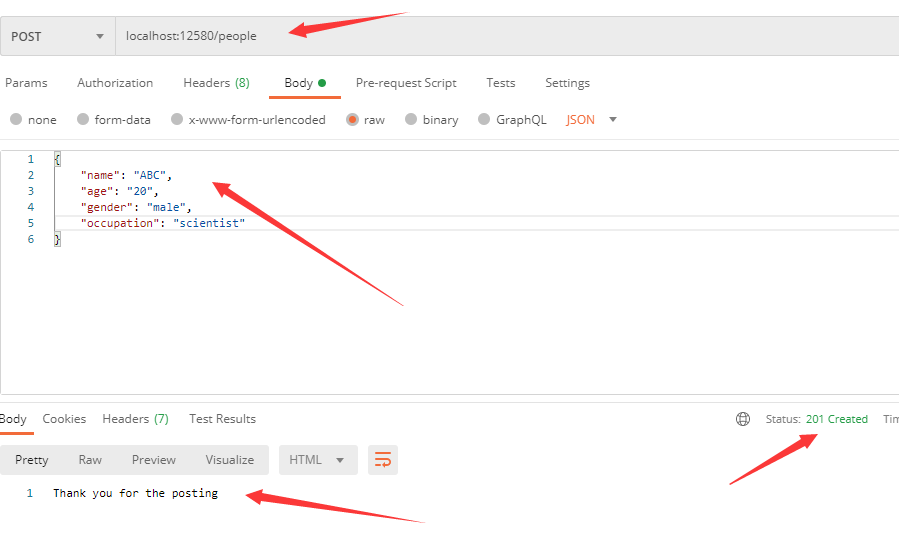 POST localhost:12580/people
Params Authorization Headers (8) Body Pre-request Script Tests Settings
none form-data x-www-form-urlencoded raw binary GraphQL JSON
1 {
2 "name": "ABC",
3 "age": "20",
4 "gender": "male",
5 "occupation": "scientist"
6 }
Body Cookies Headers (7) Test Results Status: 201 Created Tim
Pretty Raw Preview Visualize HTML
1 Thank you for the posting